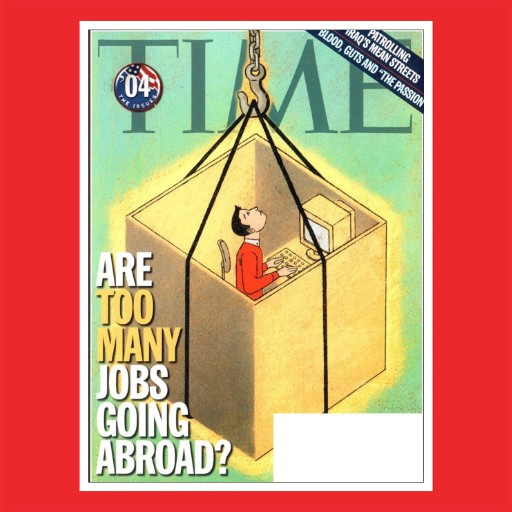 TIME
'04
THE ISSUES
PATROLLING
IRAQ'S MEAN STREETS
BLOOD, GUTS AND "THE PASSION"
ARE
TOO
MANY
JOBS
GOING
ABROAD?